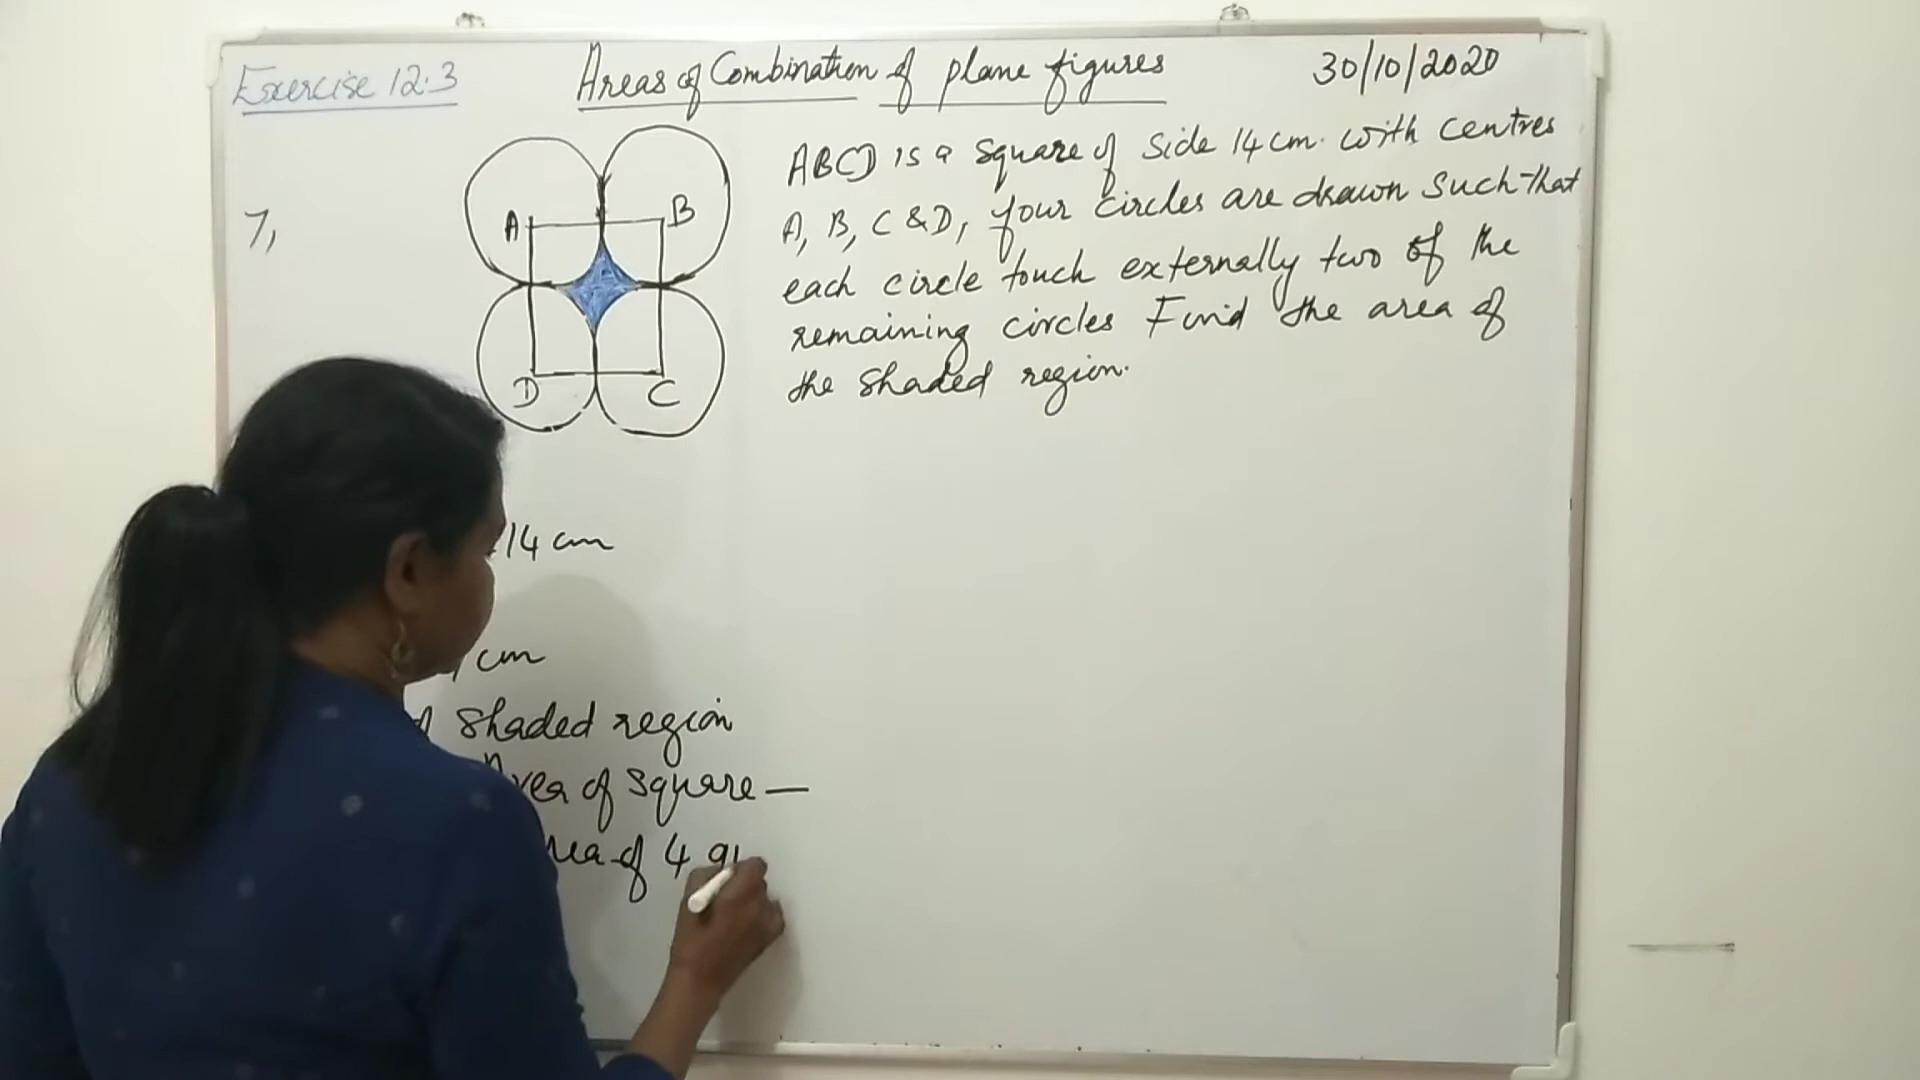 Exercise 12.3
Areas of Combination of plane figures
30/10/2020
7,
A
B
D
C
ABCD is a square of side 14 cm. with centres
A, B, C & D, four circles are drawn such that
each circle touch externally two of the
remaining circles Find the area of
the shaded region.
14 cm
cm
shaded region
Area of square —
of 4